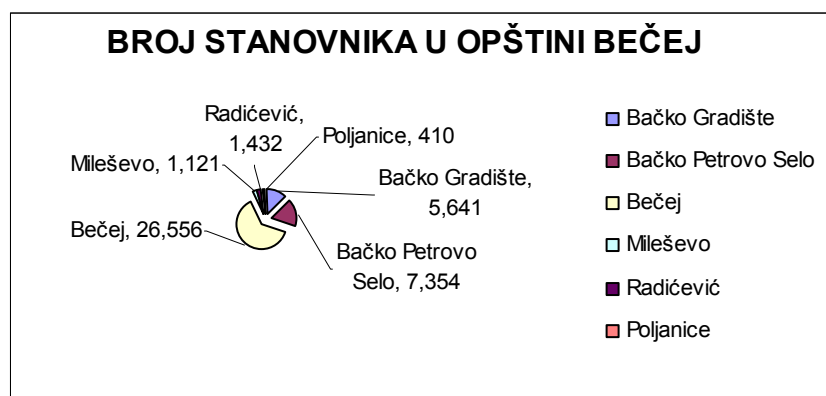 BROJ STANOVNIKA U OPŠTINI BEČEJ
Radićević,
1,432
Poljanice, 410
Mileševo, 1,121
Bačko Gradište,
5,641
Bečej, 26,556
Bačko Petrovo
Selo, 7,354
Bačko Gradište
Bačko Petrovo Selo
Bečej
Mileševo
Radićević
Poljanice